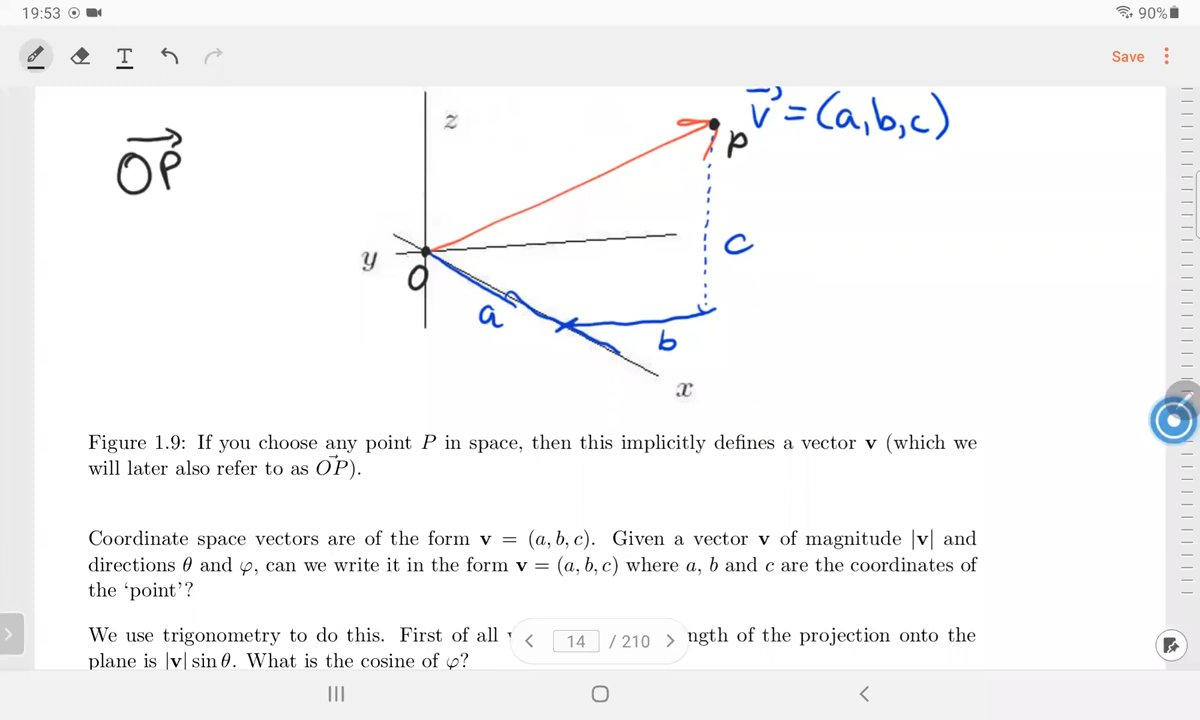 19:53
90%
T
Save
z
v⃗ = (a,b,c)
P
OP⃗
y
O
c
a
b
x
Figure 1.9: If you choose any point P in space, then this implicitly defines a vector v (which we
will later also refer to as OP⃗).
Coordinate space vectors are of the form v = (a, b, c). Given a vector v of magnitude |v| and
directions θ and φ, can we write it in the form v = (a, b, c) where a, b and c are the coordinates of
the ‘point’?
We use trigonometry to do this. First of all
14 / 210
ngth of the projection onto the
plane is |v| sin θ. What is the cosine of φ?